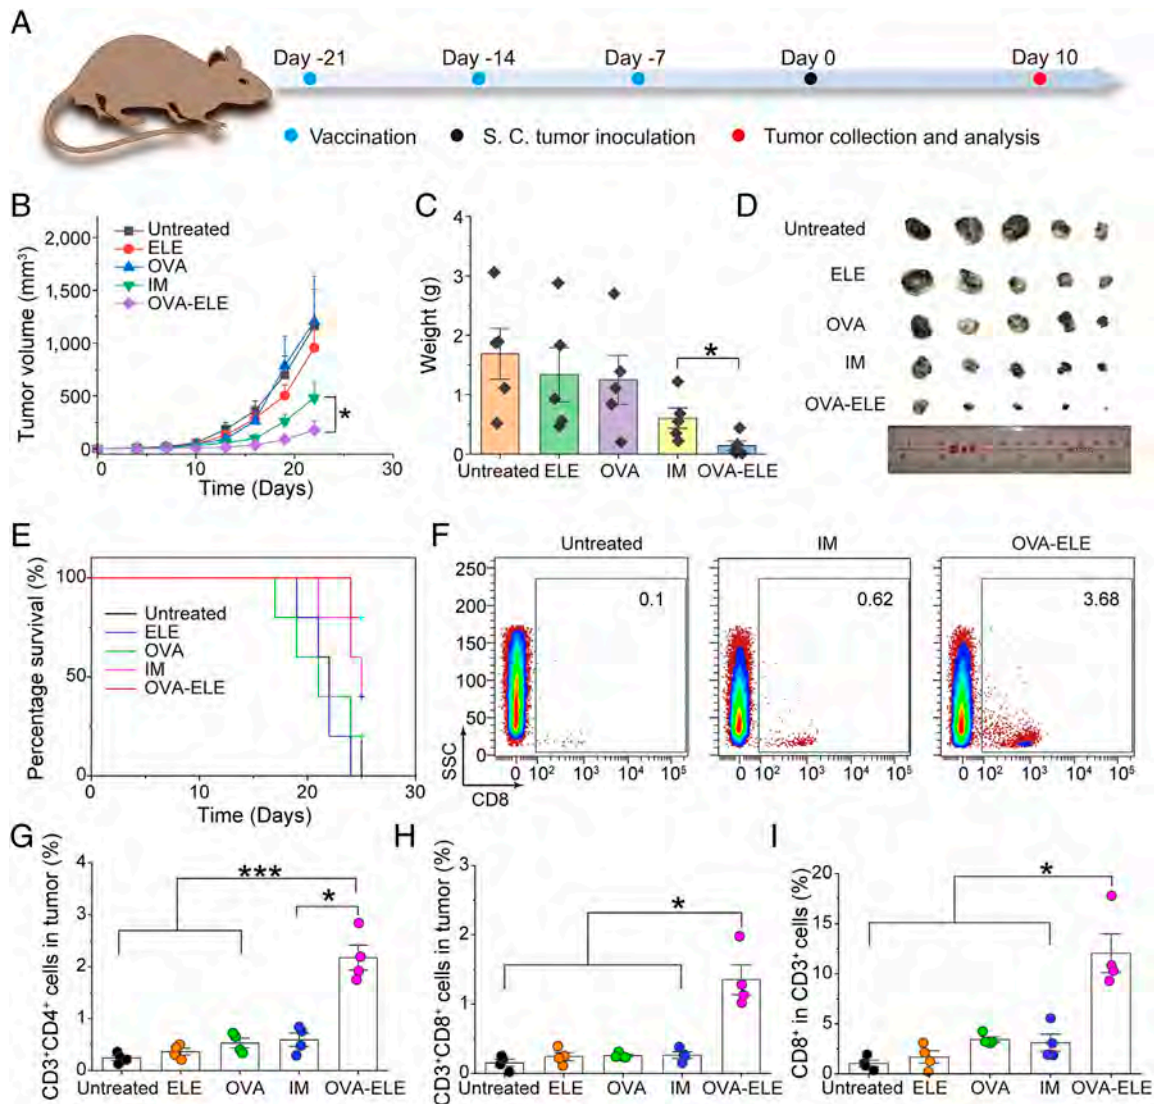 A
Day -21 Day -14 Day -7 Day 0 Day 10
Vaccination S. C. tumor inoculation Tumor collection and analysis
B
Tumor volume (mm³)
2,000
1,500
1,000
500
0
Untreated
ELE
OVA
IM
OVA-ELE
*
0 10 20 30
Time (Days)
C
Weight (g)
4
3
2
1
0
*
Untreated ELE OVA IM OVA-ELE
D
Untreated
ELE
OVA
IM
OVA-ELE
E
Percentage survival (%)
100
50
0
Untreated
ELE
OVA
IM
OVA-ELE
0 10 20 30
Time (Days)
F
Untreated IM OVA-ELE
250
200
150
100
50
0
0.1 0.62 3.68
0 10² 10³ 10⁴ 10⁵ 0 10² 10³ 10⁴ 10⁵ 0 10² 10³ 10⁴ 10⁵
SSC
CD8
G
CD3⁺CD4⁺ cells in tumor (%)
4
3
2
1
0
***
*
Untreated ELE OVA IM OVA-ELE
H
CD3⁺CD8⁺ cells in tumor (%)
3
2
1
0
*
Untreated ELE OVA IM OVA-ELE
I
CD8⁺ in CD3⁺ cells (%)
20
15
10
5
0
*
Untreated ELE OVA IM OVA-ELE